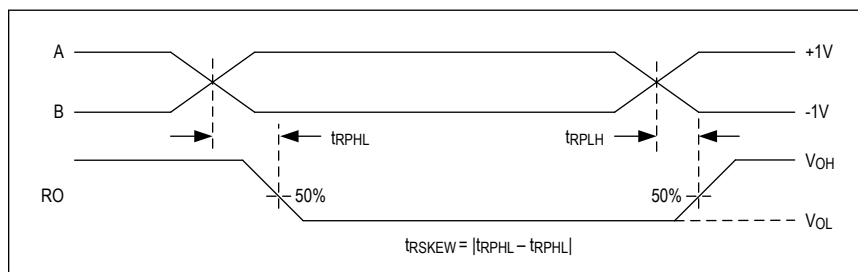 A +1V
B -1V
tRPHL tRPLH
VOH
RO 50% 50%
VOL
tRSKEW = |tRPHL – tRPHL|